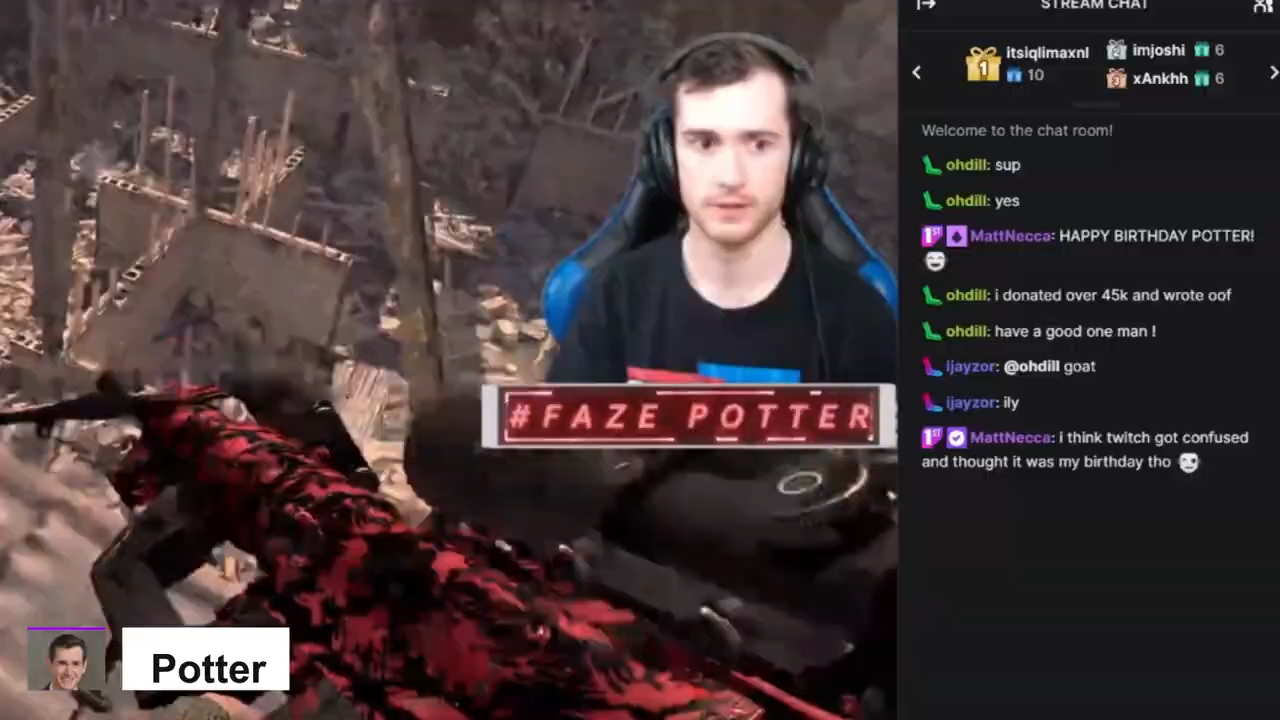 STREAM CHAT
itsiqlimaxnl
10
imjoshi 6
xAnkhh 6
Welcome to the chat room!
ohdill: sup
ohdill: yes
MattNecca: HAPPY BIRTHDAY POTTER!
ohdill: i donated over 45k and wrote oof
ohdill: have a good one man !
ijayzor: @ohdill goat
ijayzor: ily
MattNecca: i think twitch got confused
and thought it was my birthday tho
#FAZE POTTER
Potter